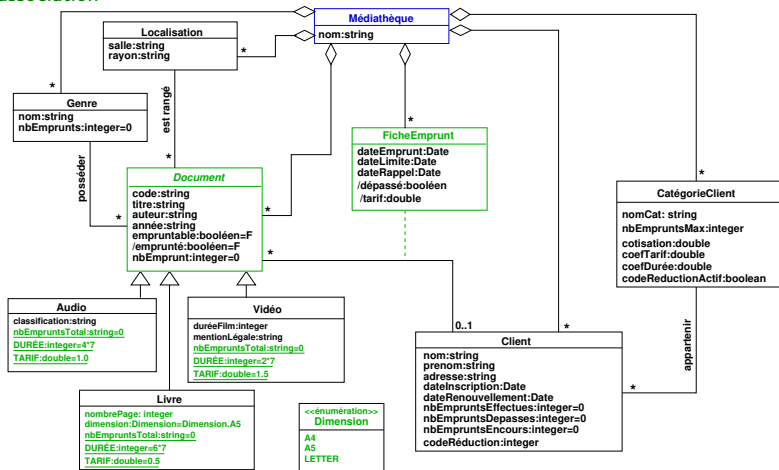 Médiathèque
nom:string
Localisation
salle:string
rayon:string
*
*
Genre
nom:string
nbEmprunts:integer=0
est rangé
*
*
FicheEmprunt
dateEmprunt:Date
dateLimite:Date
dateRappel:Date
/dépassé:booléen
/tarif:double
posséder
*
*
Document
code:string
titre:string
auteur:string
année:string
empruntable:booléen=F
/emprunté:booléen=F
nbEmprunt:integer=0
*
*
*
CatégorieClient
nomCat: string
nbEmpruntsMax:integer
cotisation:double
coefTarif:double
coefDurée:double
codeReductionActif:boolean
Audio
classification:string
nbEmpruntsTotal:string=0
DURÉE:integer=4*7
TARIF:double=1.0
Vidéo
duréeFilm:integer
mentionLégale:string
nbEmpruntsTotal:string=0
DURÉE:integer=2*7
TARIF:double=1.5
0..1
*
appartenir
*
Client
nom:string
prenom:string
adresse:string
dateInscription:Date
dateRenouvellement:Date
nbEmpruntsEffectues:integer=0
nbEmpruntsDepasses:integer=0
nbEmpruntsEncours:integer=0
codeRéduction:integer
Livre
nombrePage: integer
dimension:Dimension=Dimension.A5
nbEmpruntsTotal:string=0
DURÉE:integer=6*7
TARIF:double=0.5
<<énumération>>
Dimension
A4
A5
LETTER